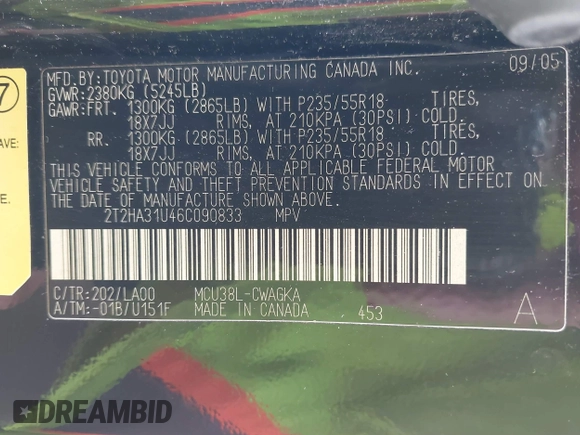 MFD.BY:TOYOTA MOTOR MANUFACTURING CANADA INC. 09/05
GVWR:2380KG (5245LB)
GAWR:FRT. 1300KG (2865LB) WITH P235/55R18 TIRES,
18X7JJ RIMS, AT 210KPA (30PSI) COLD.
RR. 1300KG (2865LB) WITH P235/55R18 TIRES,
18X7JJ RIMS, AT 210KPA (30PSI) COLD.
THIS VEHICLE CONFORMS TO ALL APPLICABLE FEDERAL MOTOR
VEHICLE SAFETY AND THEFT PREVENTION STANDARDS IN EFFECT ON
THE DATE OF MANUFACTURE SHOWN ABOVE.
2T2HA31U46C090833 MPV
C/TR:202/LA00 MCU38L-CWAGKA
A/TM:-01B/U151F MADE IN CANADA 453 A
7
AVE:
E.
DREAMBID